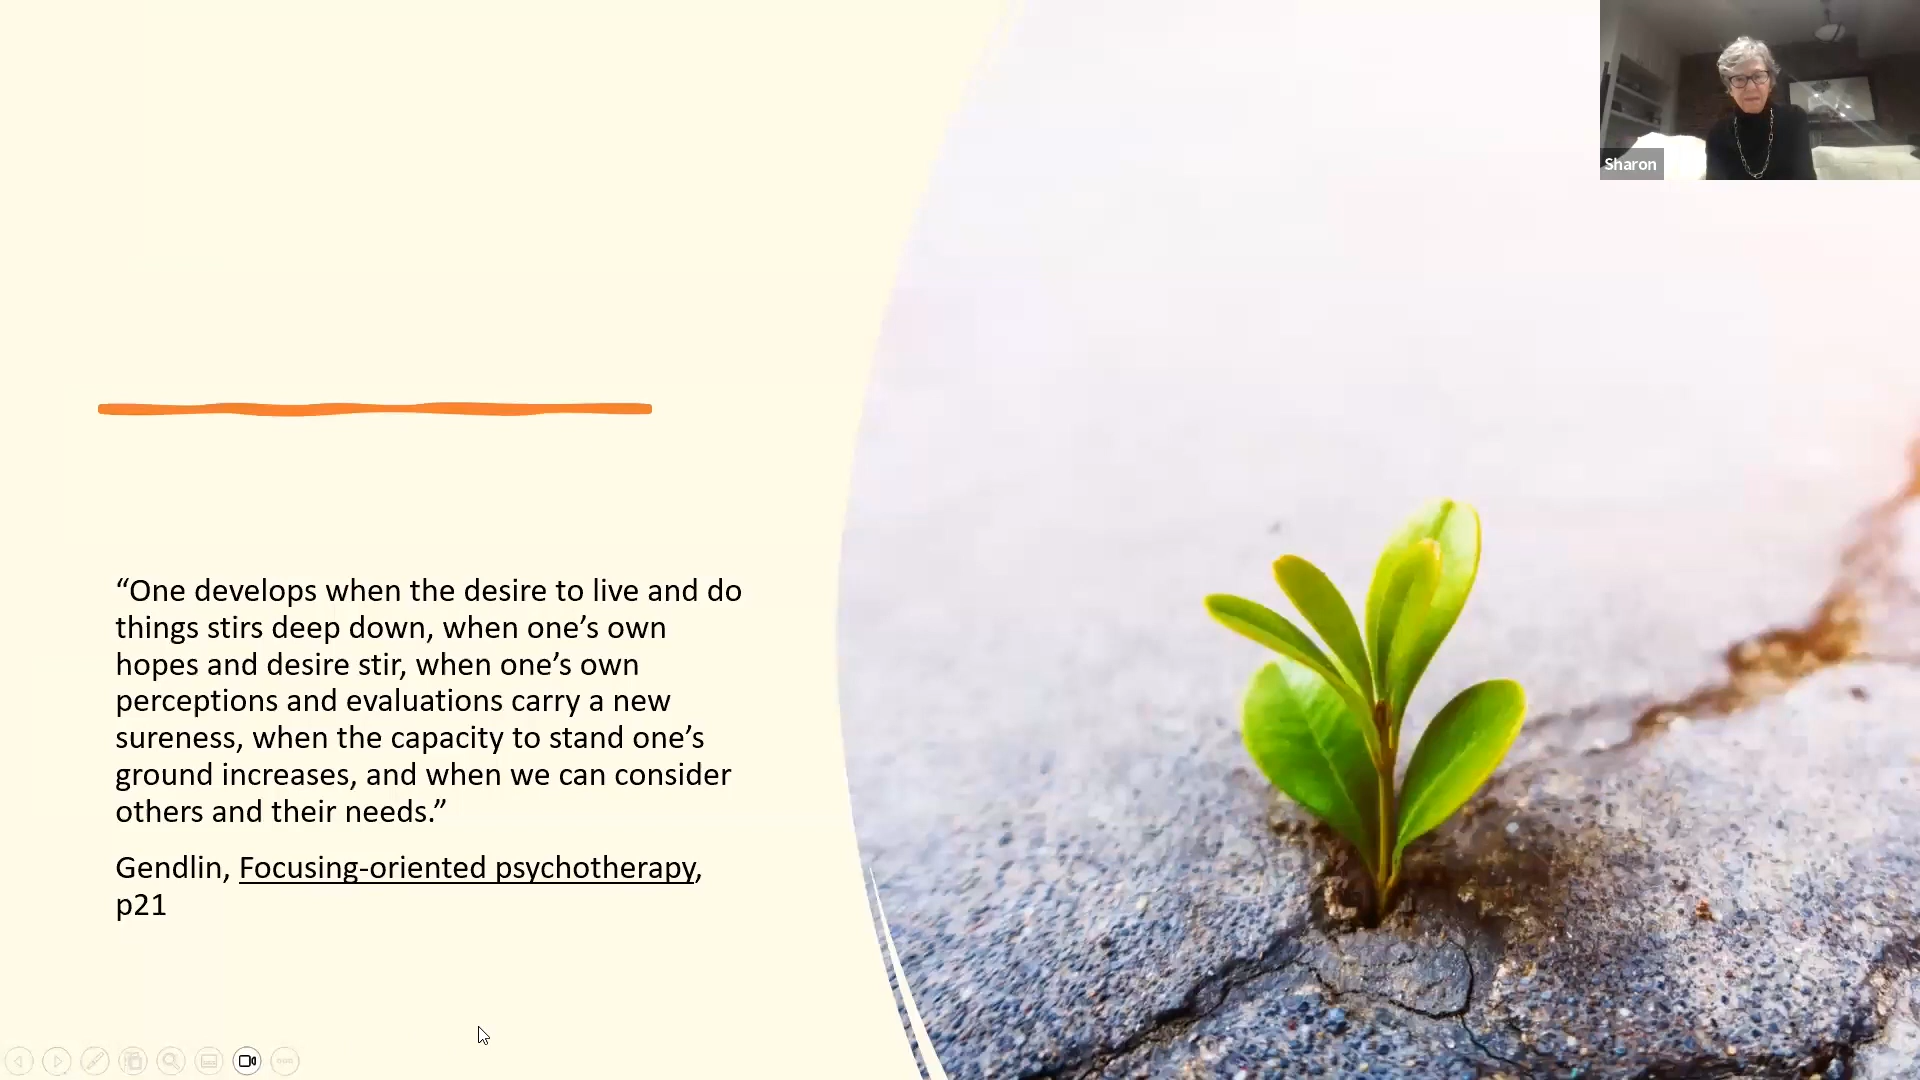 Sharon
“One develops when the desire to live and do
things stirs deep down, when one’s own
hopes and desire stir, when one’s own
perceptions and evaluations carry a new
sureness, when the capacity to stand one’s
ground increases, and when we can consider
others and their needs.”
Gendlin, Focusing-oriented psychotherapy,
p21